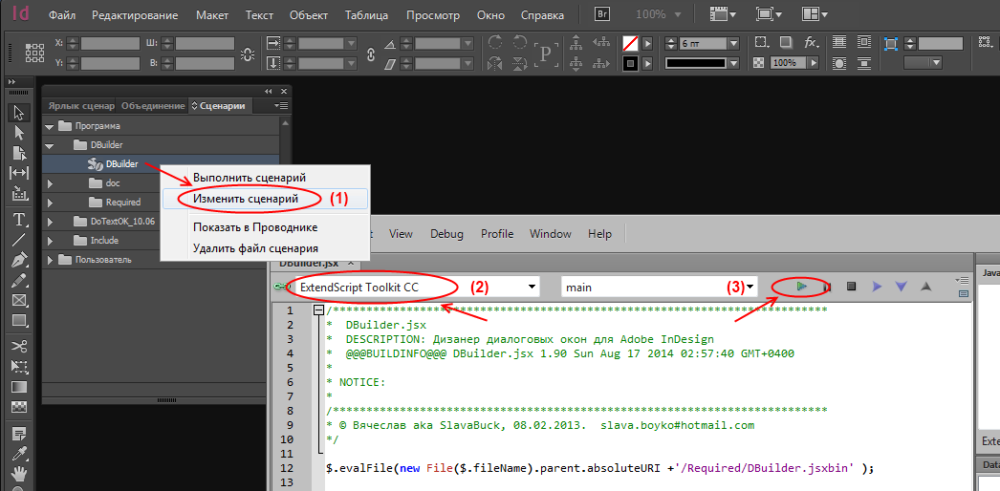 Id Файл Редактирование Макет Текст Объект Таблица Просмотр Окно Справка Br 100%
X: Ш: 6 пт fx.
Y: В: P 100%
Ярлык сценар Объединение Сценарии
Программа
DBuilder
DBuilder
doc
Required
DoTextOK_10.06
Include
Пользователь
Выполнить сценарий
Изменить сценарий (1)
Показать в Проводнике
Удалить файл сценария
View Debug Profile Window Help
DBuilder.jsx ×
ExtendScript Toolkit CC (2) main (3)
1 /**************************************************************************
2 * DBuilder.jsx
3 * DESCRIPTION: Дизанер диалоговых окон для Adobe InDesign
4 * @@@BUILDINFO@@@ DBuilder.jsx 1.90 Sun Aug 17 2014 02:57:40 GMT+0400
5 *
6 * NOTICE:
7 *
8 /**************************************************************************
9 * © Вячеслав aka SlavaBuck, 08.02.2013. slava.boyko#hotmail.com
10 */
11
12 $.evalFile(new File($.fileName).parent.absoluteURI +'/Required/DBuilder.jsxbin' );
13
Java
Exte
Data